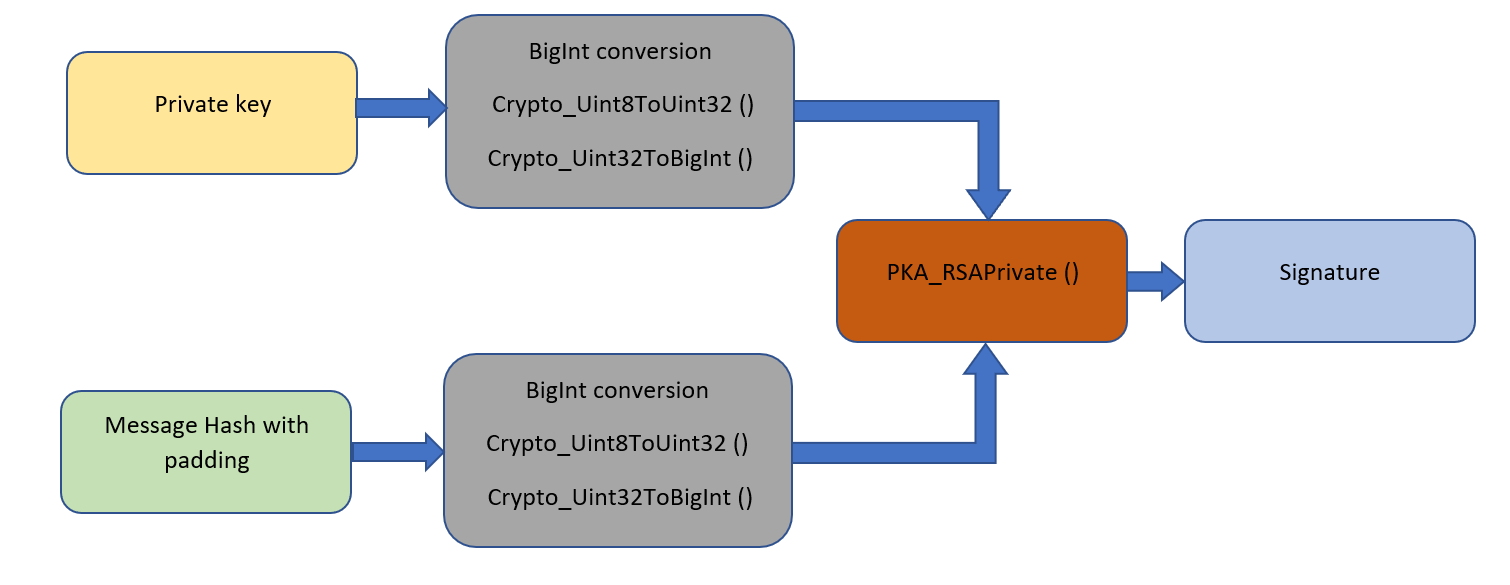 Private key
BigInt conversion
Crypto_Uint8ToUint32 ()
Crypto_Uint32ToBigInt ()
PKA_RSAPrivate ()
Signature
Message Hash with
padding
BigInt conversion
Crypto_Uint8ToUint32 ()
Crypto_Uint32ToBigInt ()